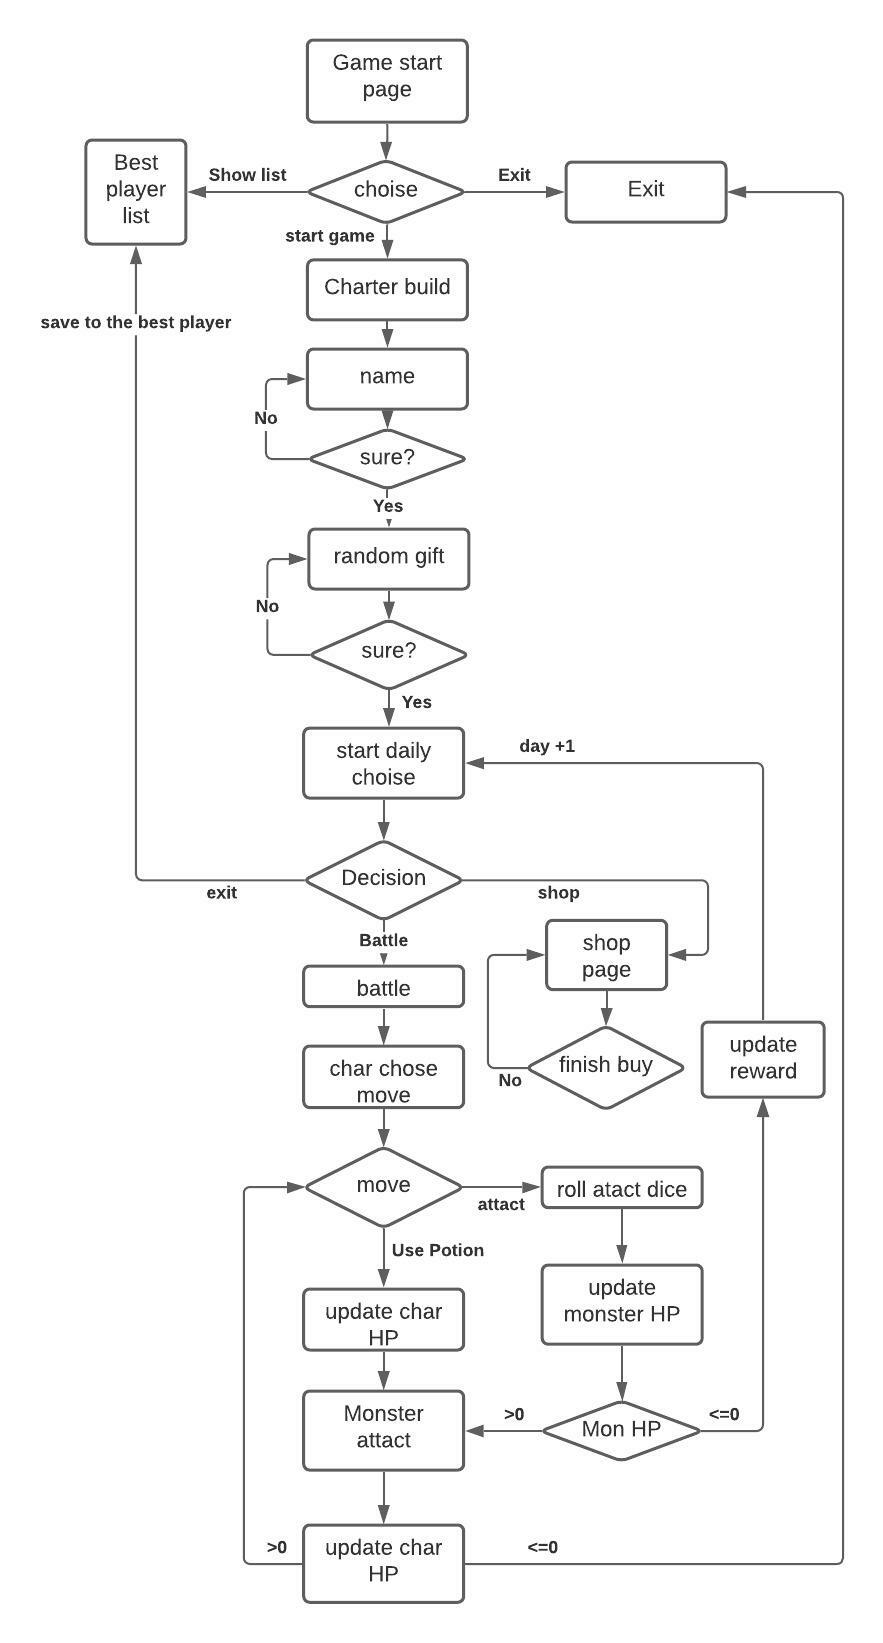 Game start
page
Best
player
list
Show list
choise
Exit
Exit
start game
Charter build
save to the best player
name
No
sure?
Yes
random gift
No
sure?
Yes
start daily
choise
day +1
Decision
exit
shop
Battle
shop
page
battle
update
reward
finish buy
No
char chose
move
move
attact
roll atact dice
Use Potion
update
monster HP
update char
HP
Monster
attact
>0
Mon HP
<=0
>0
update char
HP
<=0